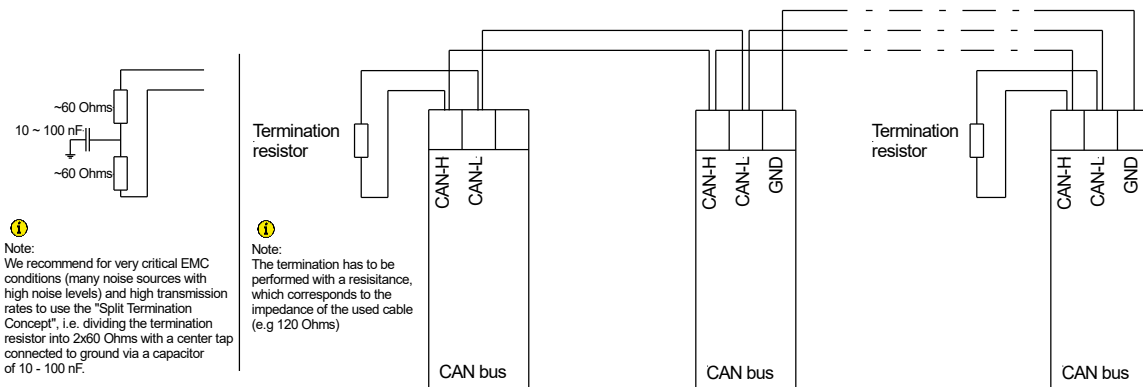 ~60 Ohms
10 ~ 100 nF
~60 Ohms
Note:
We recommend for very critical EMC
conditions (many noise sources with
high noise levels) and high transmission
rates to use the "Split Termination
Concept", i.e. dividing the termination
resistor into 2x60 Ohms with a center tap
connected to ground via a capacitor
of 10 - 100 nF.
Termination
resistor
Note:
The termination has to be
performed with a resisitance,
which corresponds to the
impedance of the used cable
(e.g 120 Ohms)
CAN-H
CAN-L
CAN bus
CAN-H
CAN-L
GND
CAN bus
Termination
resistor
CAN-H
CAN-L
GND
CAN bus